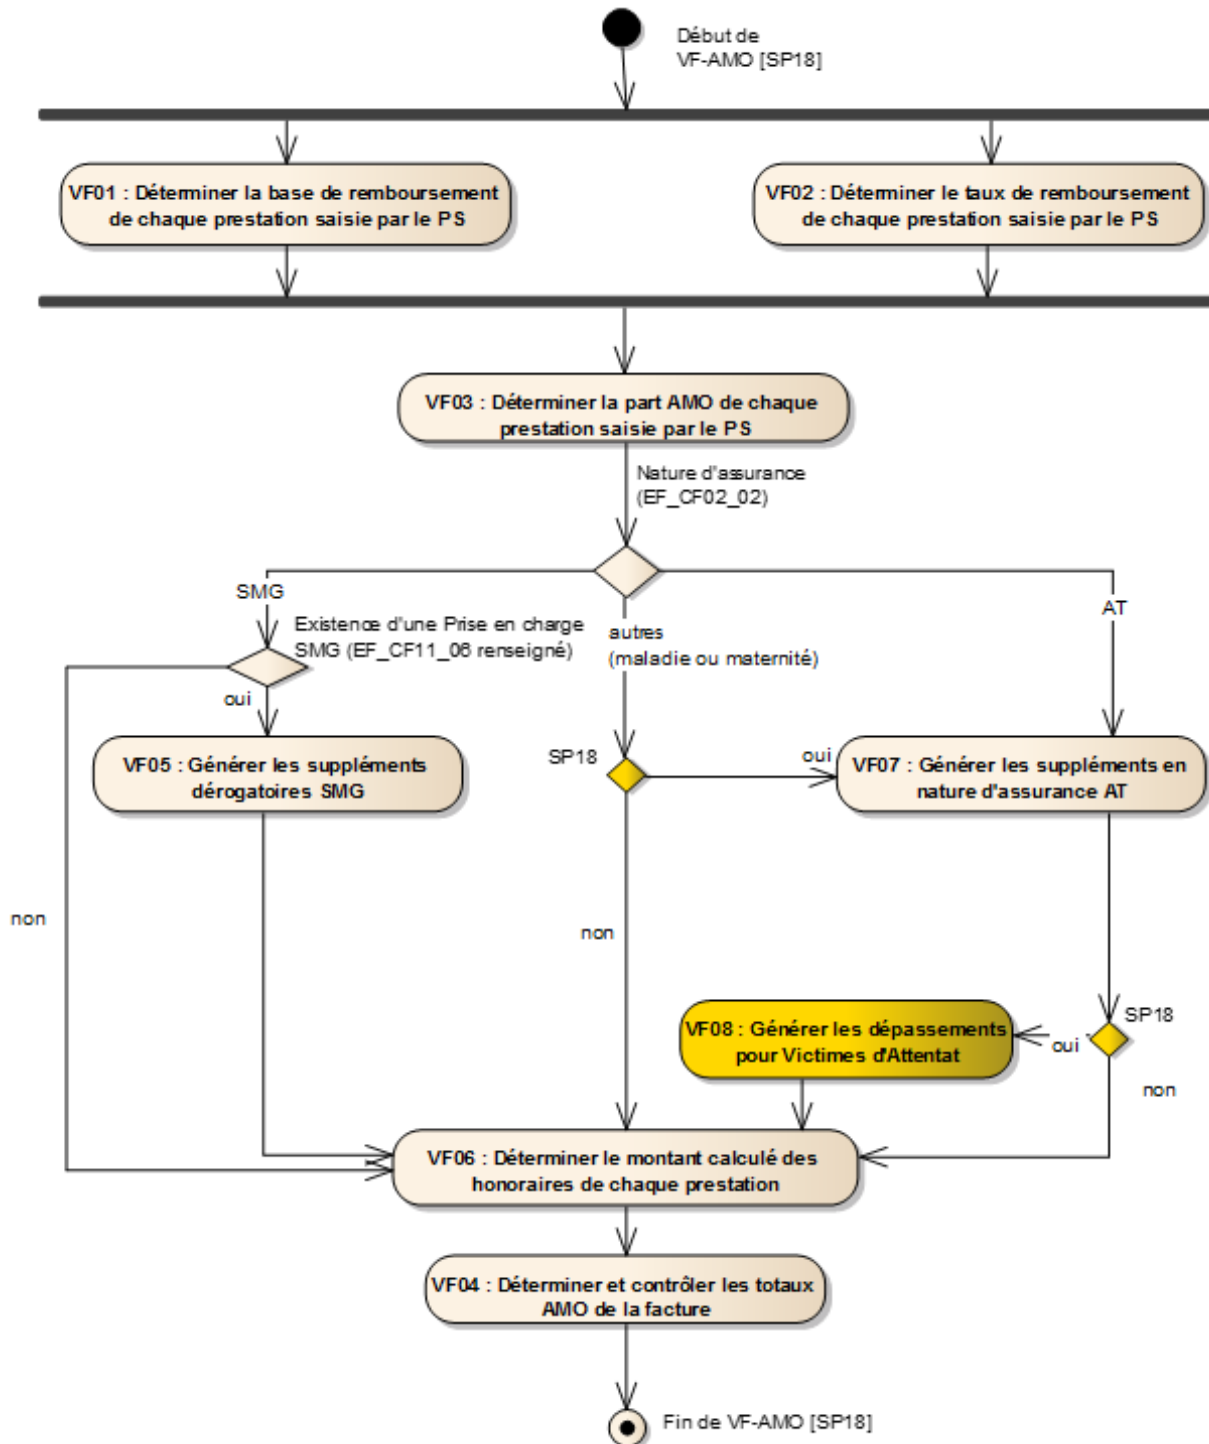 Début de
VF-AMO [SP18]
VF01 : Déterminer la base de remboursement
de chaque prestation saisie par le PS
VF02 : Déterminer le taux de remboursement
de chaque prestation saisie par le PS
VF03 : Déterminer la part AMO de chaque
prestation saisie par le PS
Nature d'assurance
(EF_CF02_02)
SMG
AT
Existence d'une Prise en charge
SMG (EF_CF11_06 renseigné)
autres
(maladie ou maternité)
oui
SP18
oui
VF05 : Générer les suppléments
dérogatoires SMG
VF07 : Générer les suppléments en
nature d'assurance AT
non
non
SP18
VF08 : Générer les dépassements
pour Victimes d'Attentat
oui
non
VF06 : Déterminer le montant calculé des
honoraires de chaque prestation
VF04 : Déterminer et contrôler les totaux
AMO de la facture
Fin de VF-AMO [SP18]